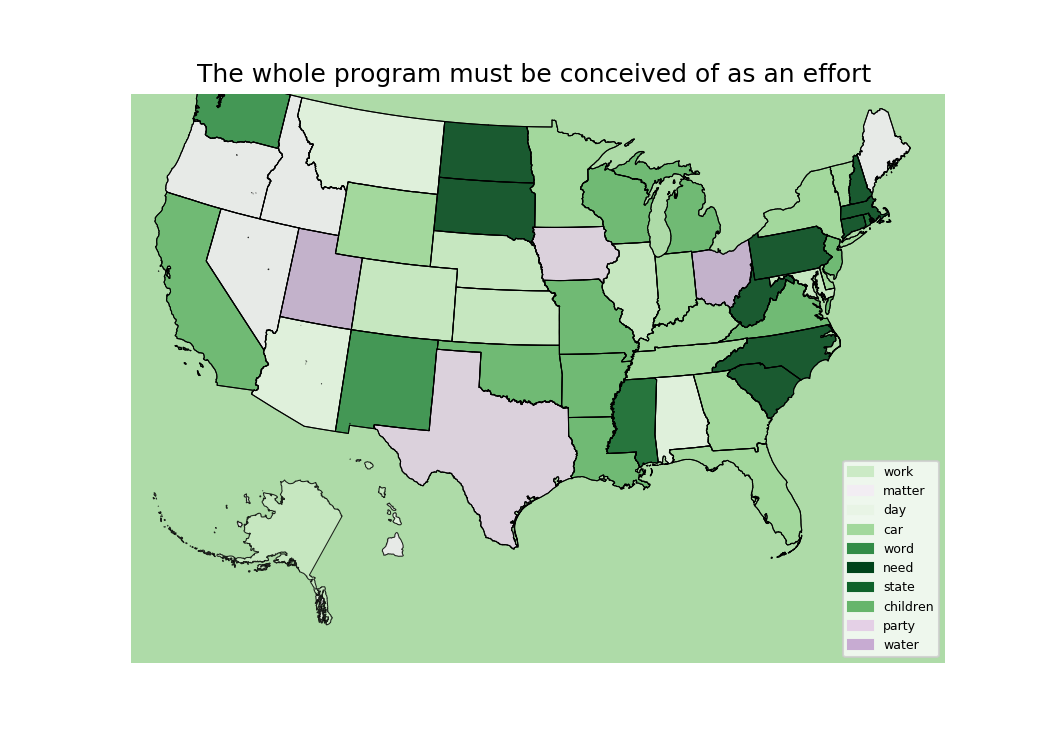 The whole program must be conceived of as an effort
work
matter
day
car
word
need
state
children
party
water